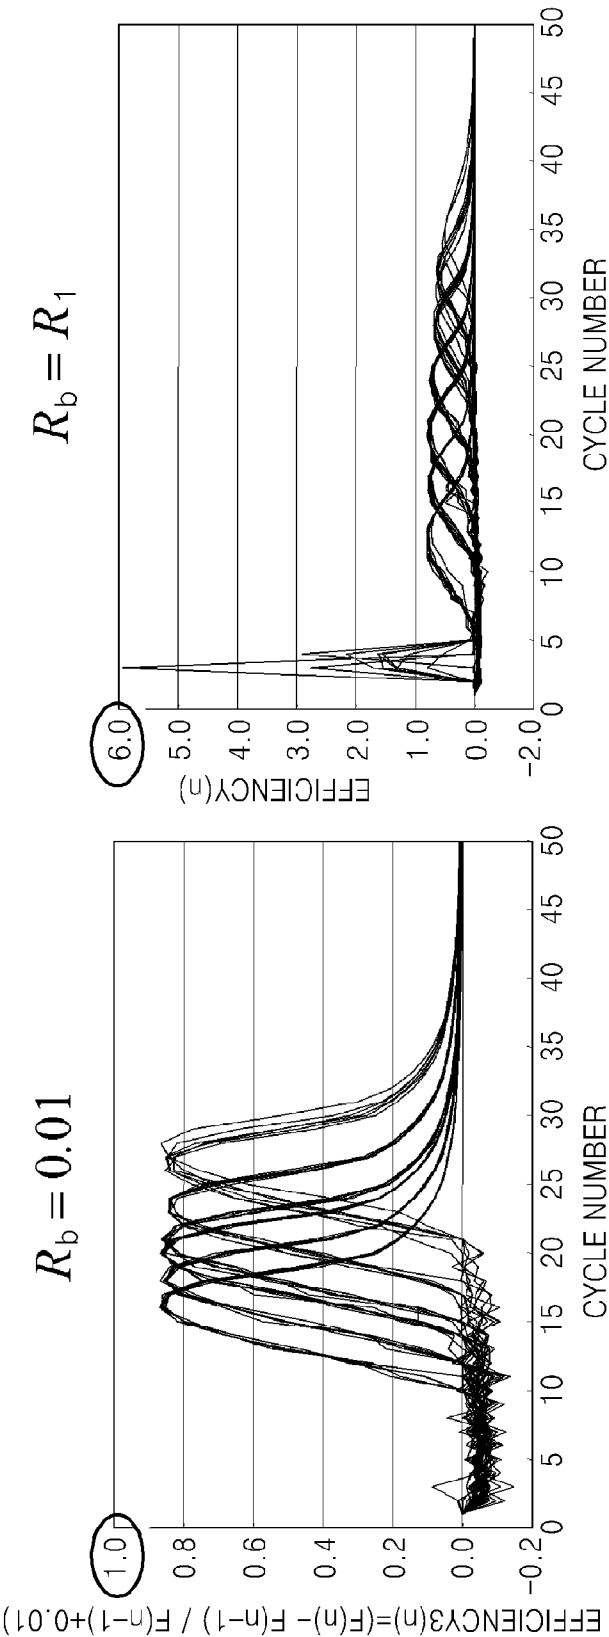 R_b = 0.01
EFFICIENCY3(n)=(F(n)- F(n-1) / F(n-1)+0.01)
1.0
0.8
0.6
0.4
0.2
0.0
-0.2
0 5 10 15 20 25 30 35 40 45 50
CYCLE NUMBER
R_b = R_1
EFFICIENCY(n)
6.0
5.0
4.0
3.0
2.0
1.0
0.0
-2.0
0 5 10 15 20 25 30 35 40 45 50
CYCLE NUMBER